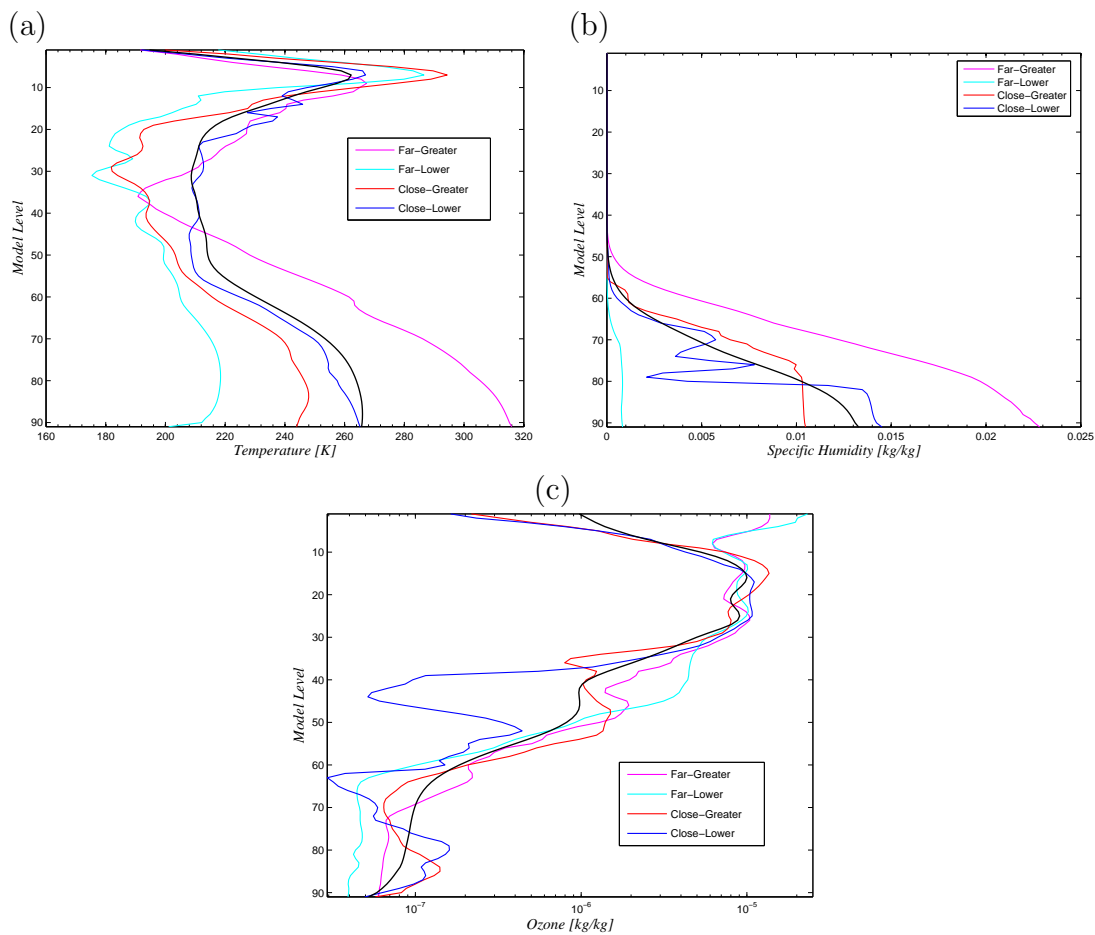 (a)
10
20
30
40
50
60
70
80
90
Model Level
160 180 200 220 240 260 280 300 320
Temperature [K]
Far−Greater
Far−Lower
Close−Greater
Close−Lower
(b)
10
20
30
40
50
60
70
80
90
Model Level
0 0.005 0.01 0.015 0.02 0.025
Specific Humidity [kg/kg]
Far−Greater
Far−Lower
Close−Greater
Close−Lower
(c)
10
20
30
40
50
60
70
80
90
Model Level
10⁻⁷ 10⁻⁶ 10⁻⁵
Ozone [kg/kg]
Far−Greater
Far−Lower
Close−Greater
Close−Lower